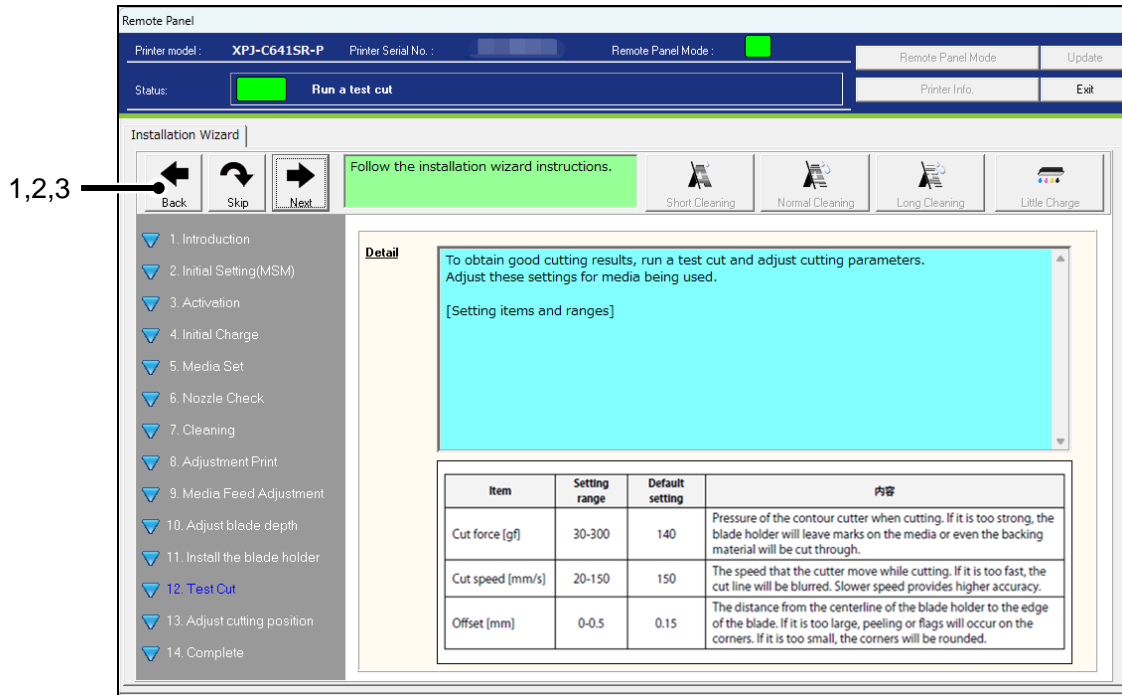 Remote Panel
Printer model : XPJ-C641SR-P Printer Serial No. : Remote Panel Mode :
Remote Panel Mode Update
Status: Run a test cut
Printer Info. Exit
Installation Wizard
1,2,3
Back Skip Next
Follow the installation wizard instructions.
Short Cleaning Normal Cleaning Long Cleaning Little Charge
1. Introduction
2. Initial Setting(MSM)
3. Activation
4. Initial Charge
5. Media Set
6. Nozzle Check
7. Cleaning
8. Adjustment Print
9. Media Feed Adjustment
10. Adjust blade depth
11. Install the blade holder
12. Test Cut
13. Adjust cutting position
14. Complete
Detail
To obtain good cutting results, run a test cut and adjust cutting parameters.
Adjust these settings for media being used.
[Setting items and ranges]
Item Setting range Default setting 内容
Cut force [gf] 30-300 140 Pressure of the contour cutter when cutting. If it is too strong, the
blade holder will leave marks on the media or even the backing
material will be cut through.
Cut speed [mm/s] 20-150 150 The speed that the cutter move while cutting. If it is too fast, the
cut line will be blurred. Slower speed provides higher accuracy.
Offset [mm] 0-0.5 0.15 The distance from the centerline of the blade holder to the edge
of the blade. If it is too large, peeling or flags will occur on the
corners. If it is too small, the corners will be rounded.